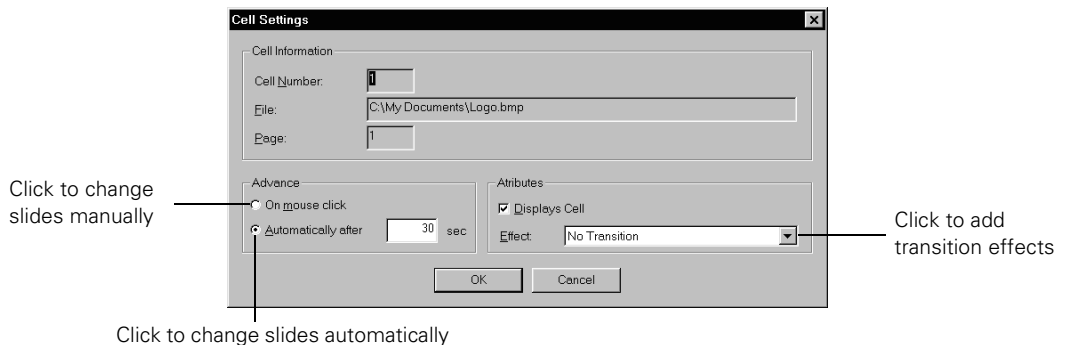 Cell Settings
Cell Information
Cell Number: 1
File: C:\My Documents\Logo.bmp
Page: 1
Click to change
slides manually
Advance
On mouse click
Automatically after 30 sec
Atributes
Displays Cell
Effect: No Transition
Click to add
transition effects
OK Cancel
Click to change slides automatically